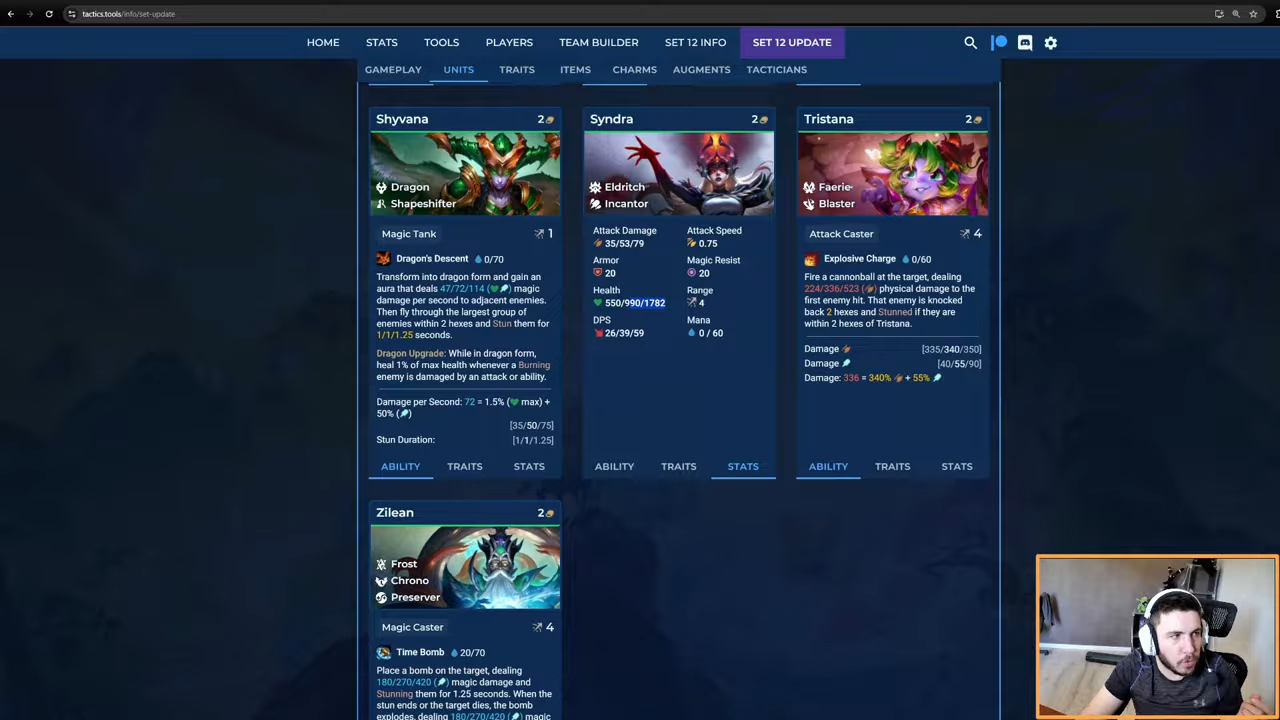 tactics.tools/info/set-update
HOME STATS TOOLS PLAYERS TEAM BUILDER SET 12 INFO SET 12 UPDATE
GAMEPLAY UNITS TRAITS ITEMS CHARMS AUGMENTS TACTICIANS
Shyvana 2
Dragon
Shapeshifter
Magic Tank 1
Dragon's Descent 0/70
Transform into dragon form and gain an
aura that deals 47/72/114 ( ) magic
damage per second to adjacent enemies.
Then fly through the largest group of
enemies within 2 hexes and Stun them for
1/1/1.25 seconds.
Dragon Upgrade: While in dragon form,
heal 1% of max health whenever a Burning
enemy is damaged by an attack or ability.
Damage per Second: 72 = 1.5% ( max) +
50% ( )
[35/50/75]
Stun Duration: [1/1/1.25]
ABILITY TRAITS STATS
Syndra 2
Eldritch
Incantor
Attack Damage Attack Speed
35/53/79 0.75
Armor Magic Resist
20 20
Health Range
550/990/1782 4
DPS Mana
26/39/59 0 / 60
ABILITY TRAITS STATS
Tristana 2
Faerie
Blaster
Attack Caster 4
Explosive Charge 0/60
Fire a cannonball at the target, dealing
224/336/523 ( ) physical damage to the
first enemy hit. That enemy is knocked
back 2 hexes and Stunned if they are
within 2 hexes of Tristana.
Damage [335/340/350]
Damage [40/55/90]
Damage: 336 = 340% + 55%
ABILITY TRAITS STATS
Zilean 2
Frost
Chrono
Preserver
Magic Caster 4
Time Bomb 20/70
Place a bomb on the target, dealing
180/270/420 ( ) magic damage and
Stunning them for 1.25 seconds. When the
stun ends or the target dies, the bomb
explodes, dealing 180/270/420 ( ) magic